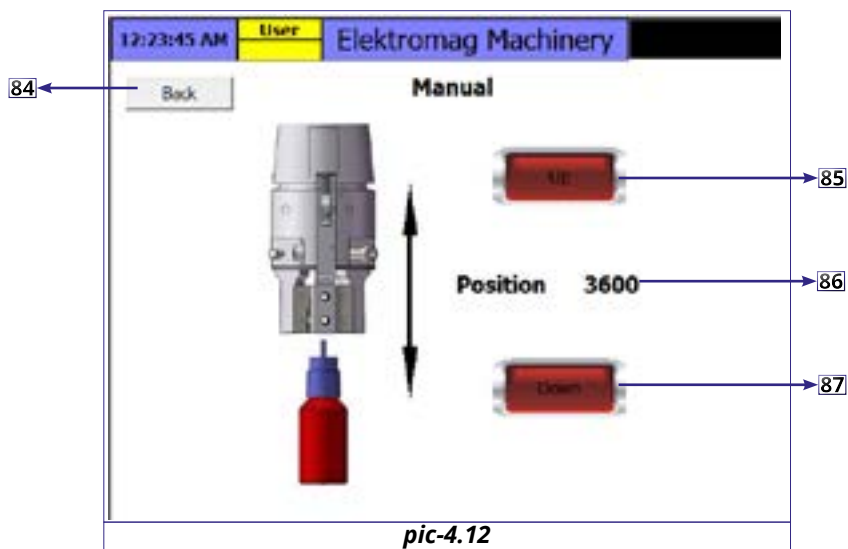 12:23:45 AM User Elektromag Machinery
84 Back Manual
Up 85
Position 3600 86
Down 87
pic-4.12